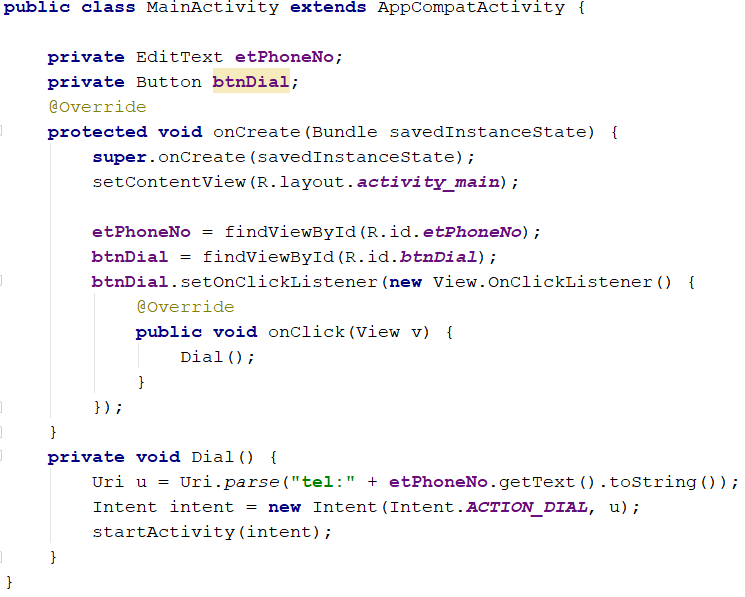 public class MainActivity extends AppCompatActivity {
private EditText etPhoneNo;
private Button btnDial;
@Override
protected void onCreate(Bundle savedInstanceState) {
super.onCreate(savedInstanceState);
setContentView(R.layout.activity_main);
etPhoneNo = findViewById(R.id.etPhoneNo);
btnDial = findViewById(R.id.btnDial);
btnDial.setOnClickListener(new View.OnClickListener() {
@Override
public void onClick(View v) {
Dial();
}
});
}
private void Dial() {
Uri u = Uri.parse("tel:" + etPhoneNo.getText().toString());
Intent intent = new Intent(Intent.ACTION_DIAL, u);
startActivity(intent);
}
}